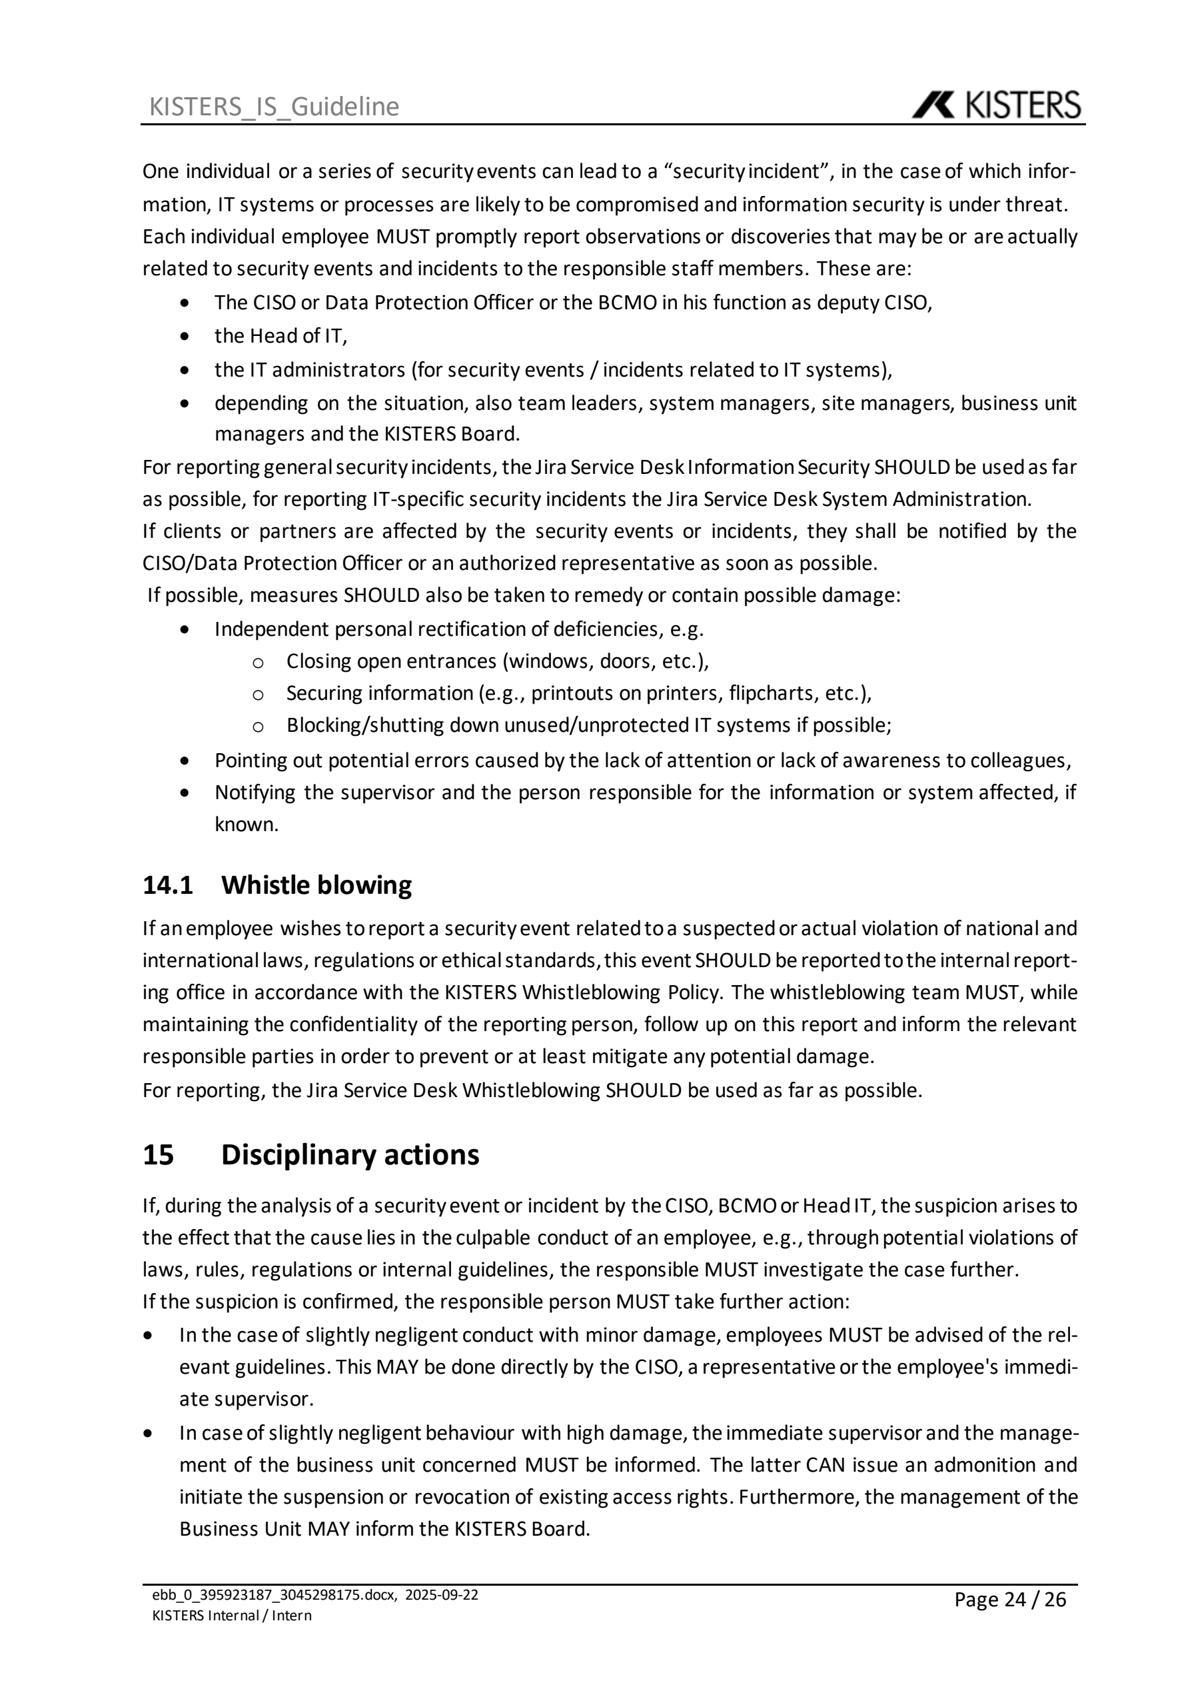 KISTERS_IS_Guideline
KISTERS
One individual or a series of security events can lead to a “security incident”, in the case of which infor-
mation, IT systems or processes are likely to be compromised and information security is under threat.
Each individual employee MUST promptly report observations or discoveries that may be or are actually
related to security events and incidents to the responsible staff members. These are:
• The CISO or Data Protection Officer or the BCMO in his function as deputy CISO,
• the Head of IT,
• the IT administrators (for security events / incidents related to IT systems),
• depending on the situation, also team leaders, system managers, site managers, business unit
managers and the KISTERS Board.
For reporting general security incidents, the Jira Service Desk Information Security SHOULD be used as far
as possible, for reporting IT-specific security incidents the Jira Service Desk System Administration.
If clients or partners are affected by the security events or incidents, they shall be notified by the
CISO/Data Protection Officer or an authorized representative as soon as possible.
If possible, measures SHOULD also be taken to remedy or contain possible damage:
• Independent personal rectification of deficiencies, e.g.
o Closing open entrances (windows, doors, etc.),
o Securing information (e.g., printouts on printers, flipcharts, etc.),
o Blocking/shutting down unused/unprotected IT systems if possible;
• Pointing out potential errors caused by the lack of attention or lack of awareness to colleagues,
• Notifying the supervisor and the person responsible for the information or system affected, if
known.
14.1 Whistle blowing
If an employee wishes to report a security event related to a suspected or actual violation of national and
international laws, regulations or ethical standards, this event SHOULD be reported to the internal report-
ing office in accordance with the KISTERS Whistleblowing Policy. The whistleblowing team MUST, while
maintaining the confidentiality of the reporting person, follow up on this report and inform the relevant
responsible parties in order to prevent or at least mitigate any potential damage.
For reporting, the Jira Service Desk Whistleblowing SHOULD be used as far as possible.
15 Disciplinary actions
If, during the analysis of a security event or incident by the CISO, BCMO or Head IT, the suspicion arises to
the effect that the cause lies in the culpable conduct of an employee, e.g., through potential violations of
laws, rules, regulations or internal guidelines, the responsible MUST investigate the case further.
If the suspicion is confirmed, the responsible person MUST take further action:
• In the case of slightly negligent conduct with minor damage, employees MUST be advised of the rel-
evant guidelines. This MAY be done directly by the CISO, a representative or the employee's immedi-
ate supervisor.
• In case of slightly negligent behaviour with high damage, the immediate supervisor and the manage-
ment of the business unit concerned MUST be informed. The latter CAN issue an admonition and
initiate the suspension or revocation of existing access rights. Furthermore, the management of the
Business Unit MAY inform the KISTERS Board.
ebb_0_395923187_3045298175.docx, 2025-09-22
Page 24 / 26
KISTERS Internal / Intern